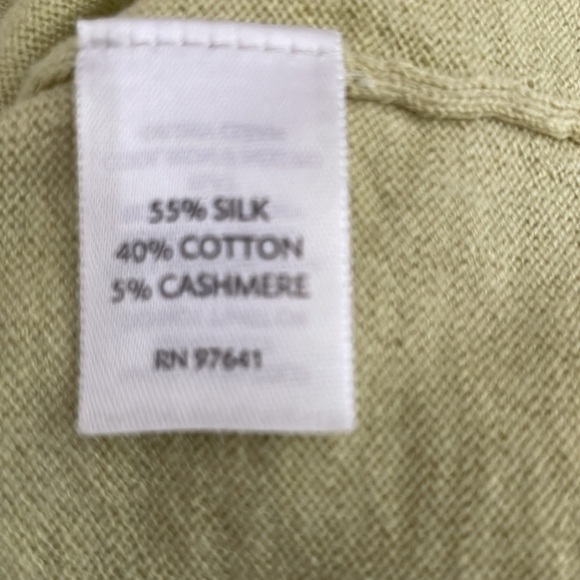 55% SILK
40% COTTON
5% CASHMERE
RN 97641